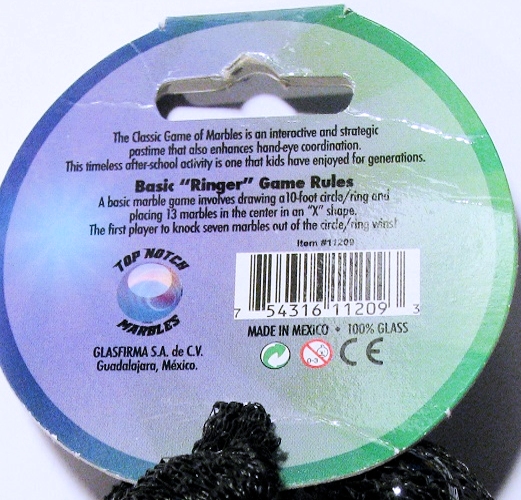 The Classic Game of Marbles is an interactive and strategic
pastime that also enhances hand-eye coordination.
This timeless after-school activity is one that kids have enjoyed for generations.
Basic "Ringer" Game Rules
A basic marble game involves drawing a 10-foot circle/ring and
placing 13 marbles in the center in an "X" shape.
The first player to knock seven marbles out of the circle/ring wins!
Item #11209
TOP NOTCH
MARBLES
7 54316 11209 3
MADE IN MEXICO • 100% GLASS
GLASFIRMA S.A. de C.V.
Guadalajara, México.
0-3
CE